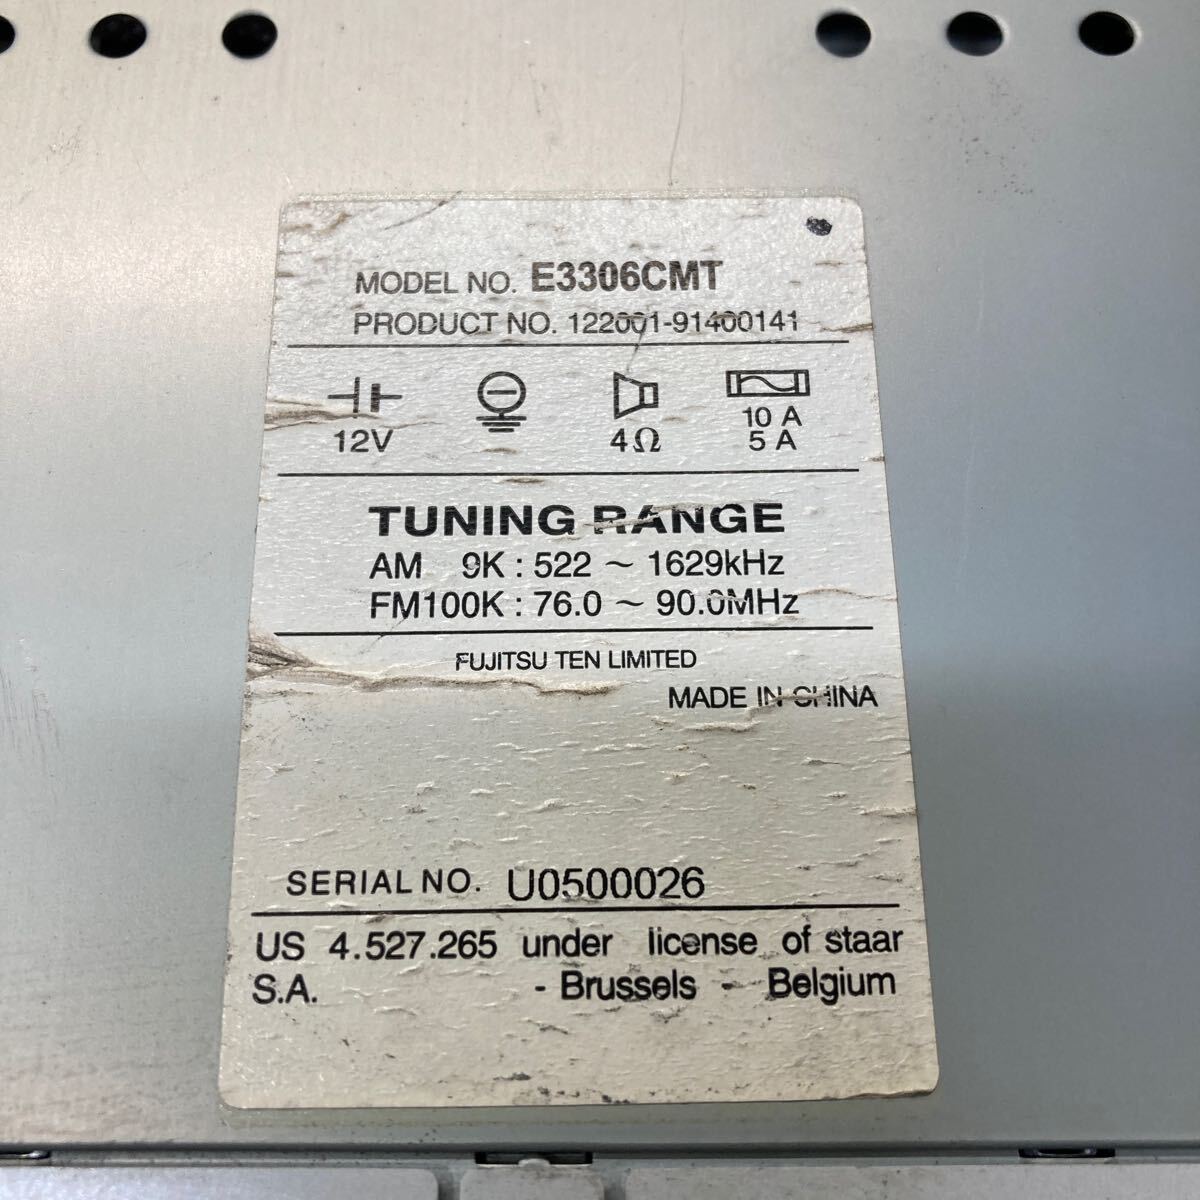 MODEL NO. E3306CMT
PRODUCT NO. 122001-91400141
12V 4Ω 10 A
5 A
TUNING RANGE
AM 9K : 522 ~ 1629kHz
FM100K : 76.0 ~ 90.0MHz
FUJITSU TEN LIMITED
MADE IN CHINA
SERIAL NO. U0500026
US 4.527.265 under license of staar
S.A. - Brussels - Belgium